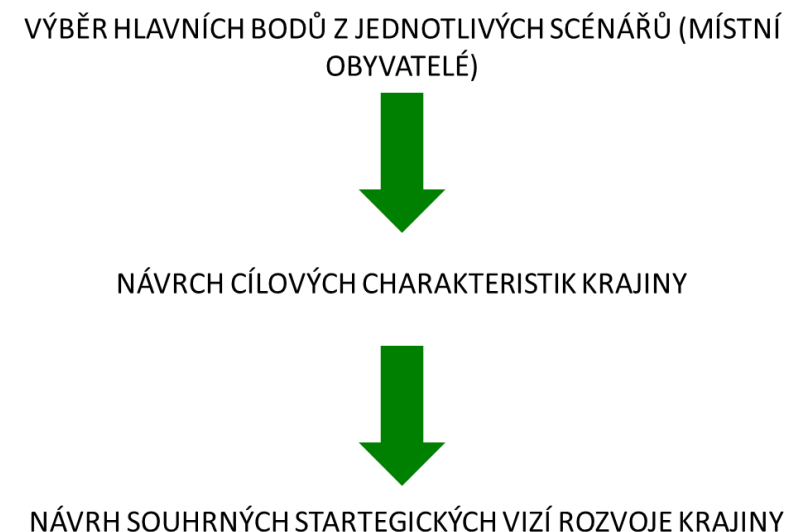 VÝBĚR HLAVNÍCH BODŮ Z JEDNOTLIVÝCH SCÉNÁŘŮ (MÍSTNÍ
OBYVATELÉ)
NÁVRCH CÍLOVÝCH CHARAKTERISTIK KRAJINY
NÁVRH SOUHRNÝCH STARTEGICKÝCH VIZÍ ROZVOJE KRAJINY